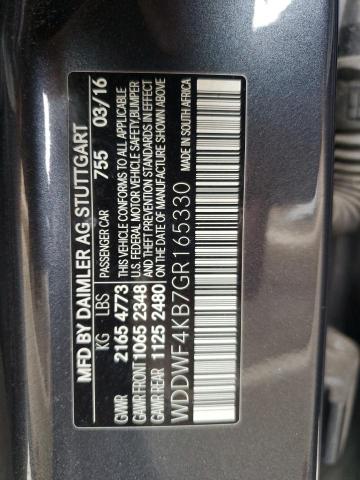 MFD BY DAIMLER AG STUTTGART
KG LBS PASSENGER CAR 755 03/16
GVWR 2165 4773 THIS VEHICLE CONFORMS TO ALL APPLICABLE
GAWR FRONT 1065 2348 U.S. FEDERAL MOTOR VEHICLE SAFETY,BUMPER
GAWR REAR 1125 2480 AND THEFT PREVENTION STANDARDS IN EFFECT
ON THE DATE OF MANUFACTURE SHOWN ABOVE
WDDWF4KB7GR165330
MADE IN SOUTH AFRICA